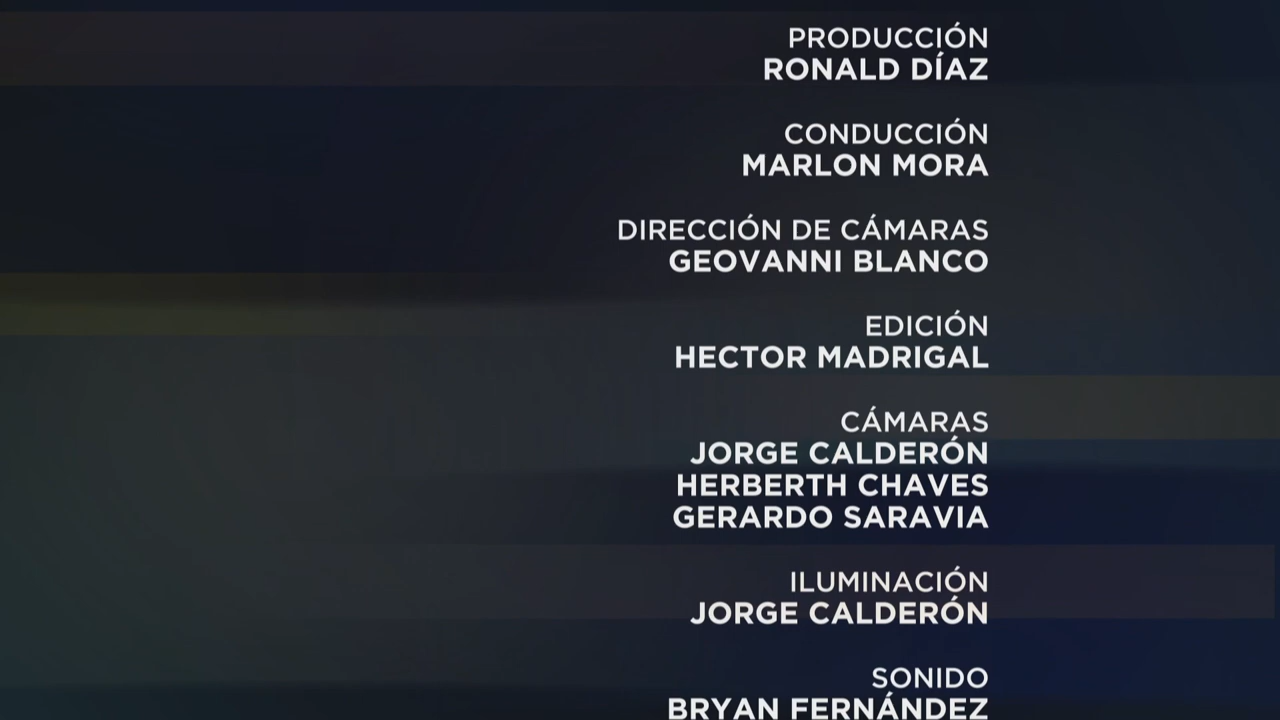 PRODUCCIÓN
RONALD DÍAZ
CONDUCCIÓN
MARLON MORA
DIRECCIÓN DE CÁMARAS
GEOVANNI BLANCO
EDICIÓN
HECTOR MADRIGAL
CÁMARAS
JORGE CALDERÓN
HERBERTH CHAVES
GERARDO SARAVIA
ILUMINACIÓN
JORGE CALDERÓN
SONIDO
BRYAN FERNÁNDEZ